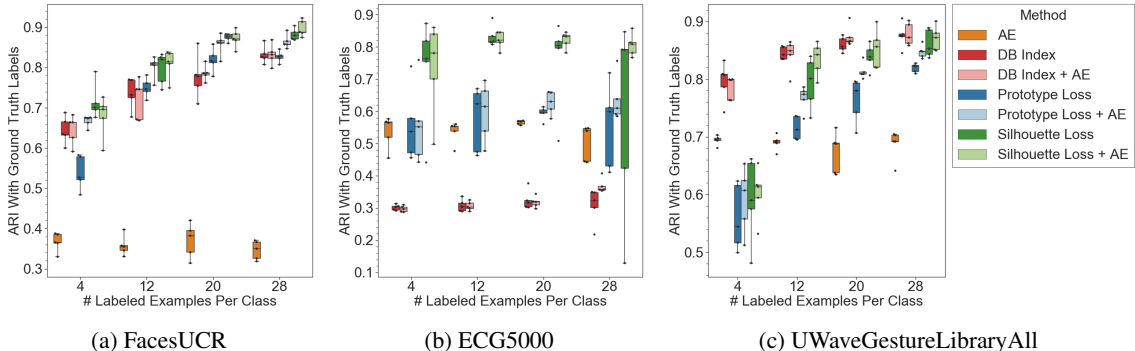 ARI With Ground Truth Labels
0.9
0.8
0.7
0.6
0.5
0.4
0.3
4 12 20 28
# Labeled Examples Per Class
(a) FacesUCR
ARI With Ground Truth Labels
0.9
0.8
0.7
0.6
0.5
0.4
0.3
0.2
0.1
4 12 20 28
# Labeled Examples Per Class
(b) ECG5000
ARI With Ground Truth Labels
0.9
0.8
0.7
0.6
0.5
4 12 20 28
# Labeled Examples Per Class
(c) UWaveGestureLibraryAll
Method
AE
DB Index
DB Index + AE
Prototype Loss
Prototype Loss + AE
Silhouette Loss
Silhouette Loss + AE